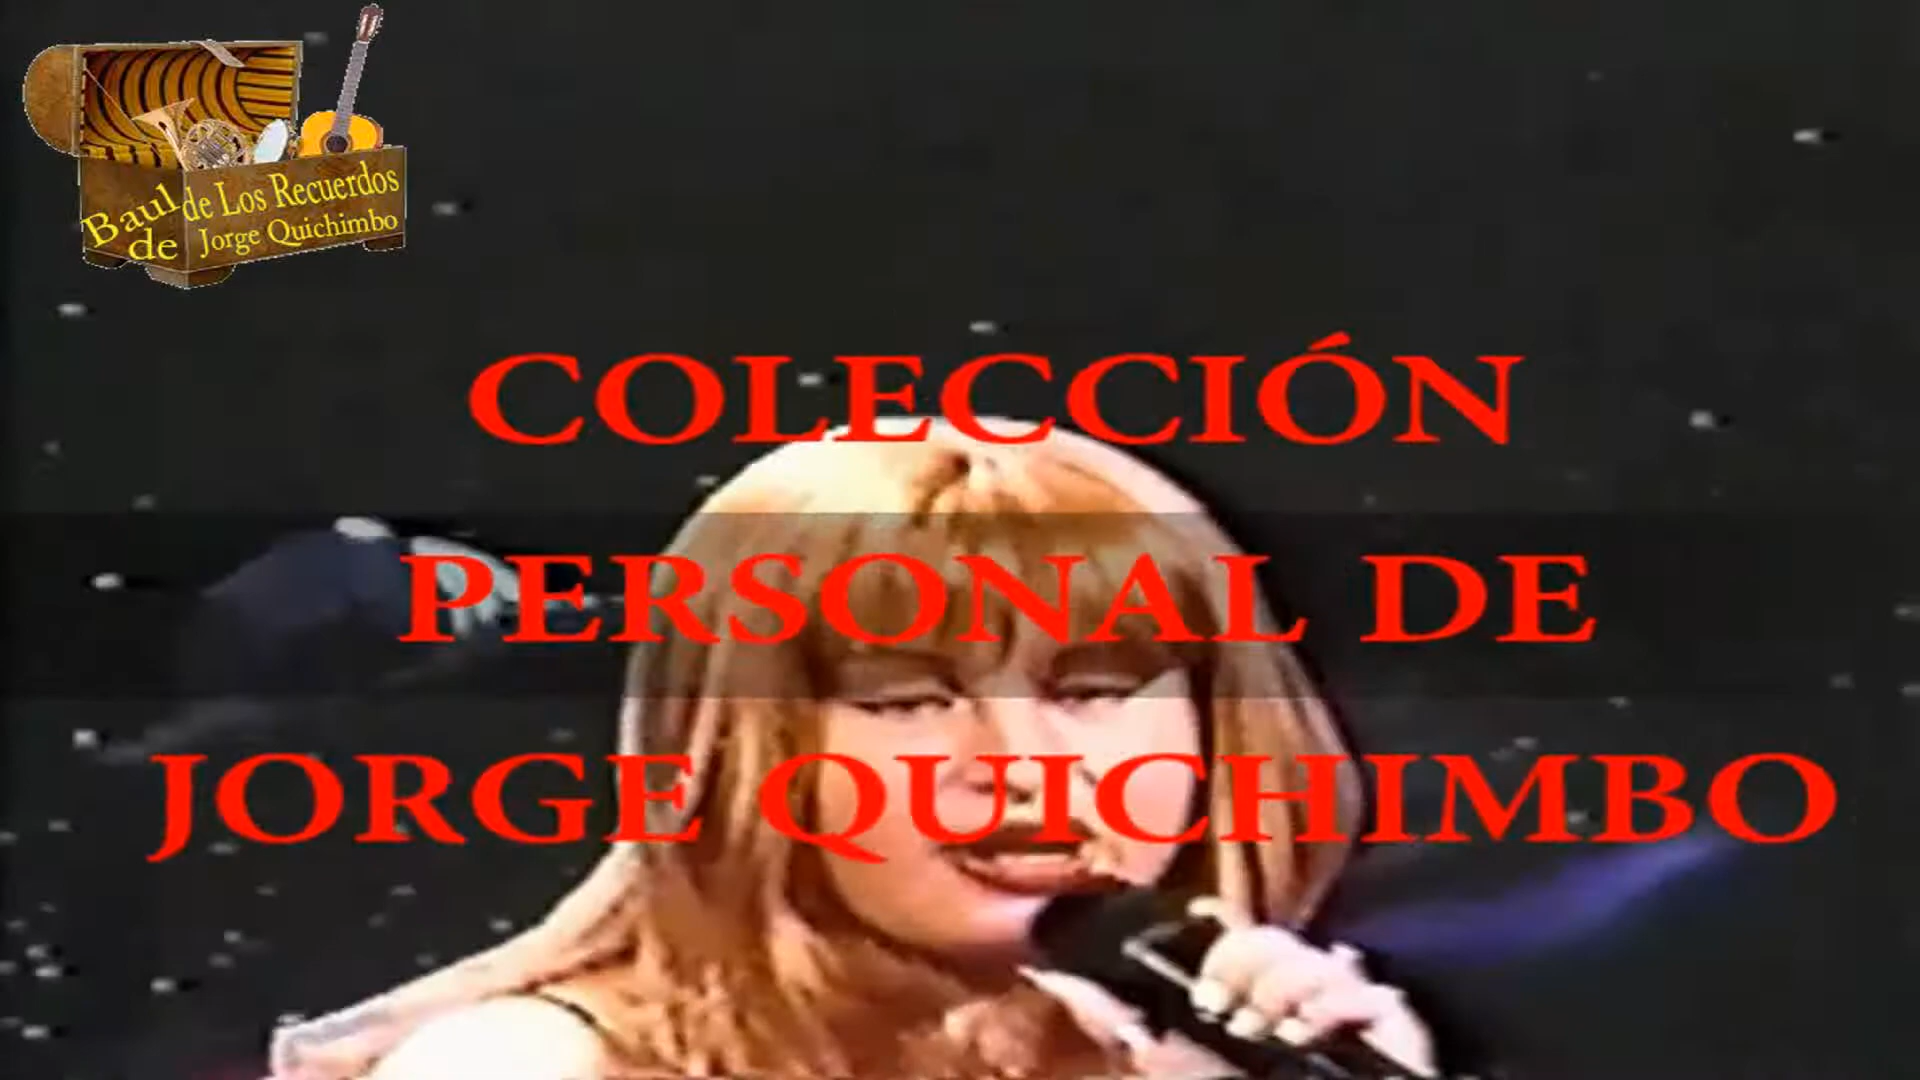 Baul de Los Recuerdos
de Jorge Quichimbo
COLECCIÓN
PERSONAL DE
JORGE QUICHIMBO